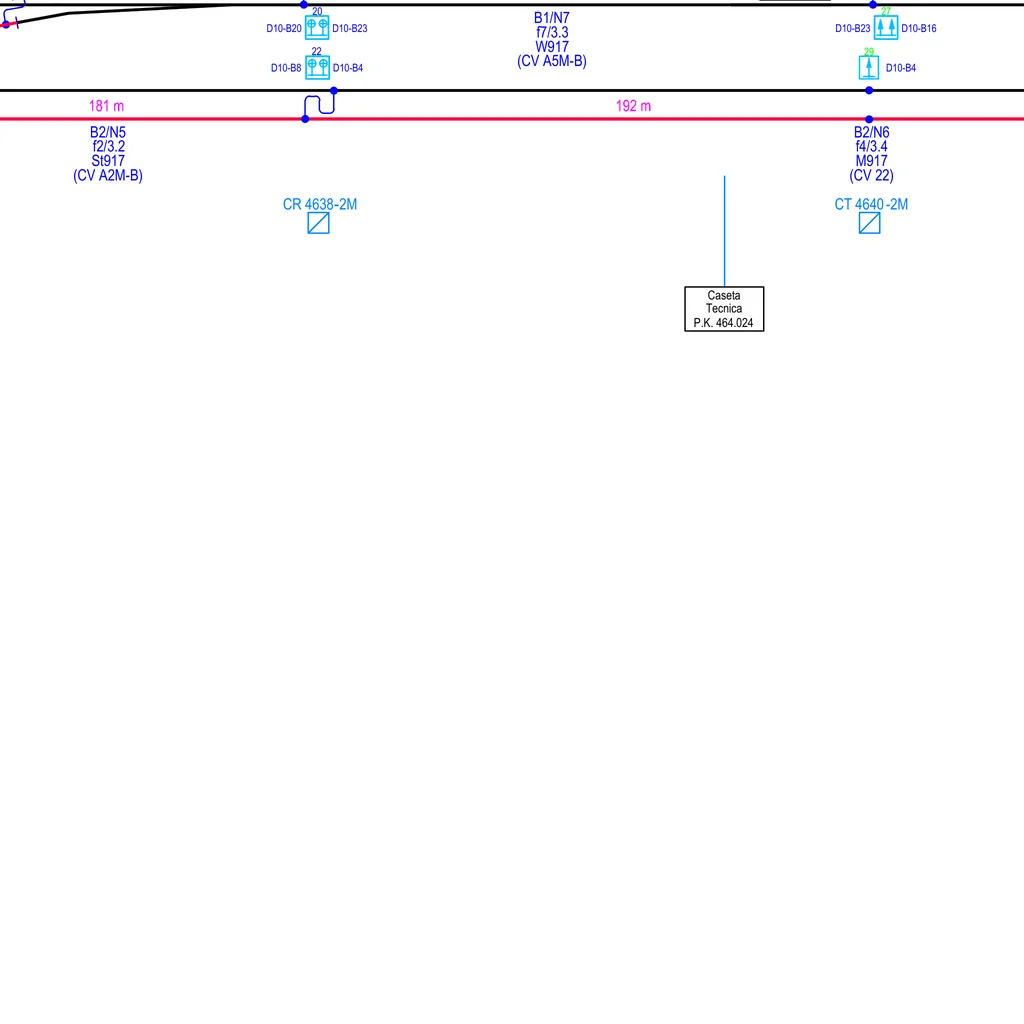 20
D10-B20
D10-B23
B1/N7
f7/3.3
W917
(CV A5M-B)
27
D10-B23
D10-B16
22
D10-B8
D10-B4
29
D10-B4
181 m
192 m
B2/N5
f2/3.2
St917
(CV A2M-B)
B2/N6
f4/3.4
M917
(CV 22)
CR 4638-2M
CT 4640-2M
Caseta
Tecnica
P.K. 464.024